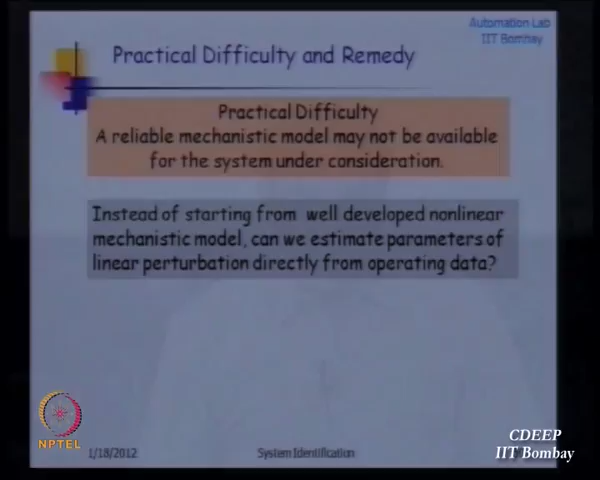 Automation Lab
IIT Bombay
Practical Difficulty and Remedy
Practical Difficulty
A reliable mechanistic model may not be available
for the system under consideration.
Instead of starting from well developed nonlinear
mechanistic model, can we estimate parameters of
linear perturbation directly from operating data?
NPTEL
1/18/2012
System Identification
CDEEP
IIT Bombay